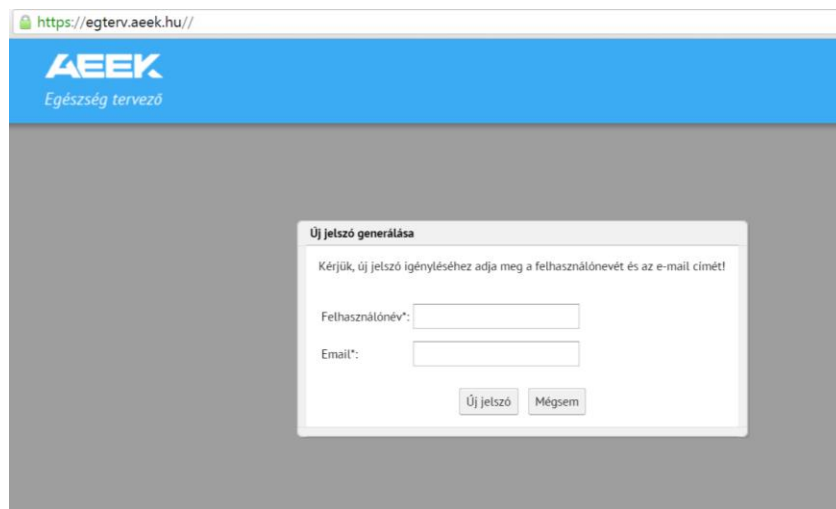 https://egterv.aeek.hu//
AEEK
Egészség tervező
Új jelszó generálása
Kérjük, új jelszó igényléséhez adja meg a felhasználónevét és az e-mail címét!
Felhasználónév*:
Email*:
Új jelszó Mégsem